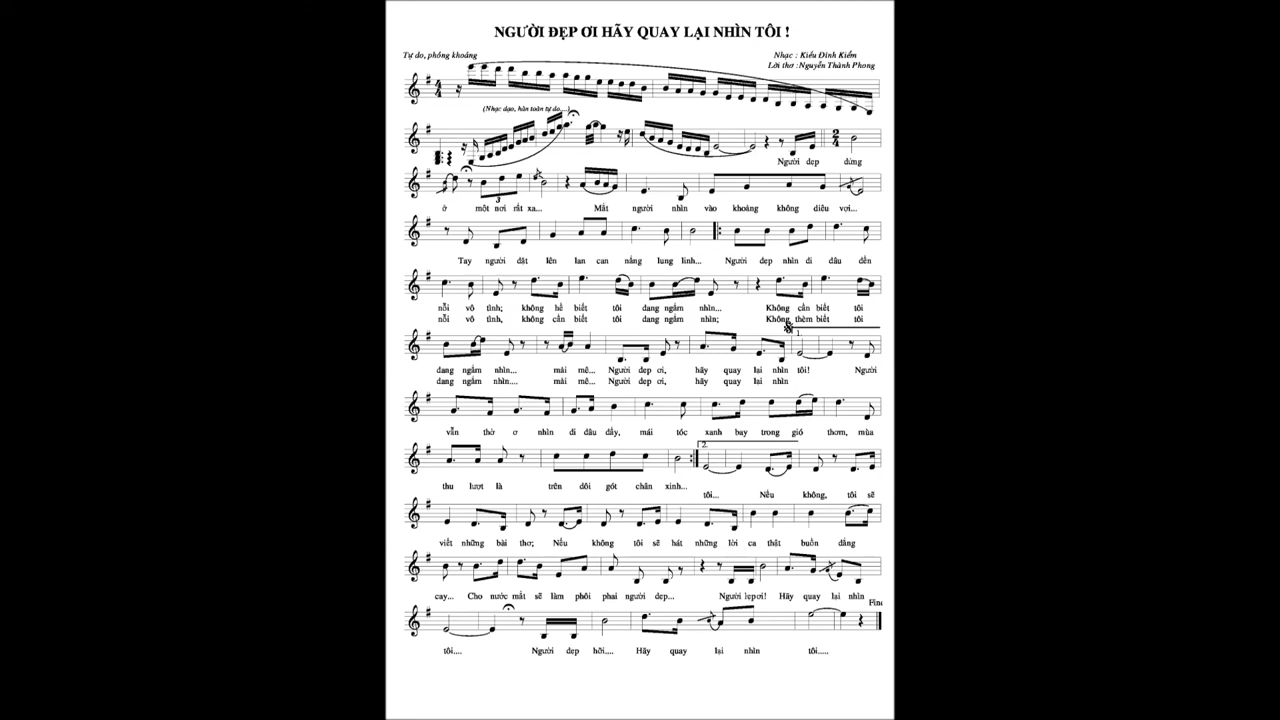 NGƯỜI ĐẸP ƠI HÃY QUAY LẠI NHÌN TÔI !
Tự do, phóng khoáng
Nhạc : Kiều Đình Kiểm
Lời thơ : Nguyễn Thành Phong
(Nhạc dạo, hoàn toàn tự do,...)
Người đẹp đứng
ở một nơi rất xa... Mắt người nhìn vào khoảng không diệu vợi...
3
Tay người đặt lên lan can nắng lung linh... Người đẹp nhìn đi đâu đến
nỗi vô tình; không hề biết tôi đang ngắm nhìn... Không cần biết tôi
nỗi vô tình, không cần biết tôi đang ngắm nhìn; Không thèm biết tôi
1.
đang ngắm nhìn... mải mê... Người đẹp ơi, hãy quay lại nhìn tôi! Người
đang ngắm nhìn.... mải mê... Người đẹp ơi, hãy quay lại nhìn
vẫn thờ ơ nhìn đi đâu đấy, mái tóc xanh bay trong gió thơm, mùa
2.
thu lượt là trên đôi gót chân xinh...
tôi... Nếu không, tôi sẽ
viết những bài thơ; Nếu không tôi sẽ hát những lời ca thật buồn đắng
cay... Cho nước mắt sẽ làm phôi phai người đẹp... Hãy quay lại nhìn
tôi.... Người đẹp hỡi.... Hãy quay lại nhìn tôi.....